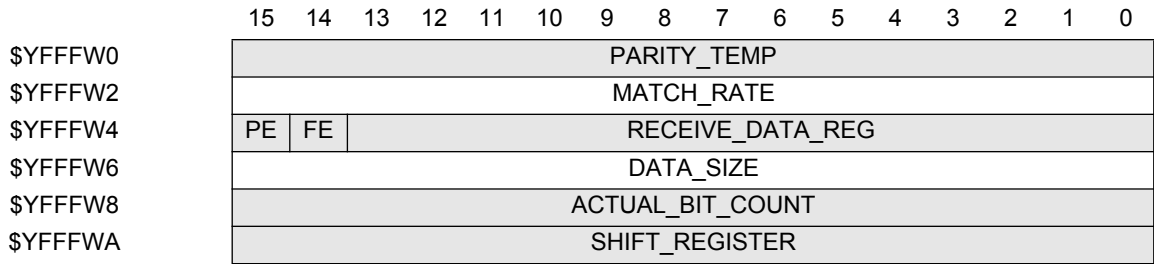 15 14 13 12 11 10 9 8 7 6 5 4 3 2 1 0
$YFFFW0 PARITY_TEMP
$YFFFW2 MATCH_RATE
$YFFFW4 PE FE RECEIVE_DATA_REG
$YFFFW6 DATA_SIZE
$YFFFW8 ACTUAL_BIT_COUNT
$YFFFWA SHIFT_REGISTER